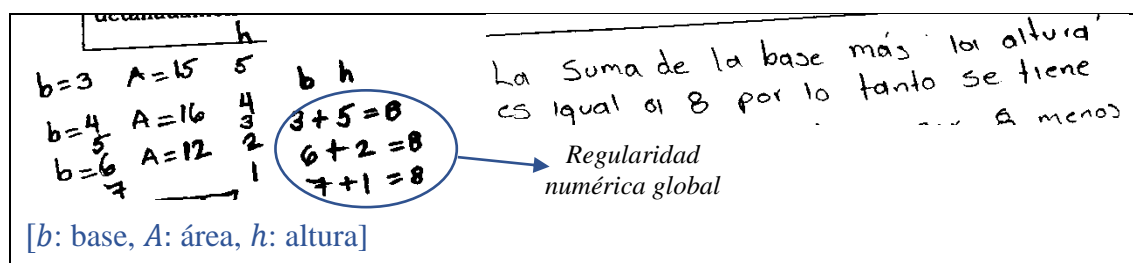 h
b=3 A=15 5
b=4 A=16 4
5 3
b=6 A=12 2
7 1
b h
3+5=8
6+2=8
7+1=8
La suma de la base más la altura
es igual al 8 por lo tanto se tiene
8 menos
Regularidad
numérica global
[b: base, A: área, h: altura]